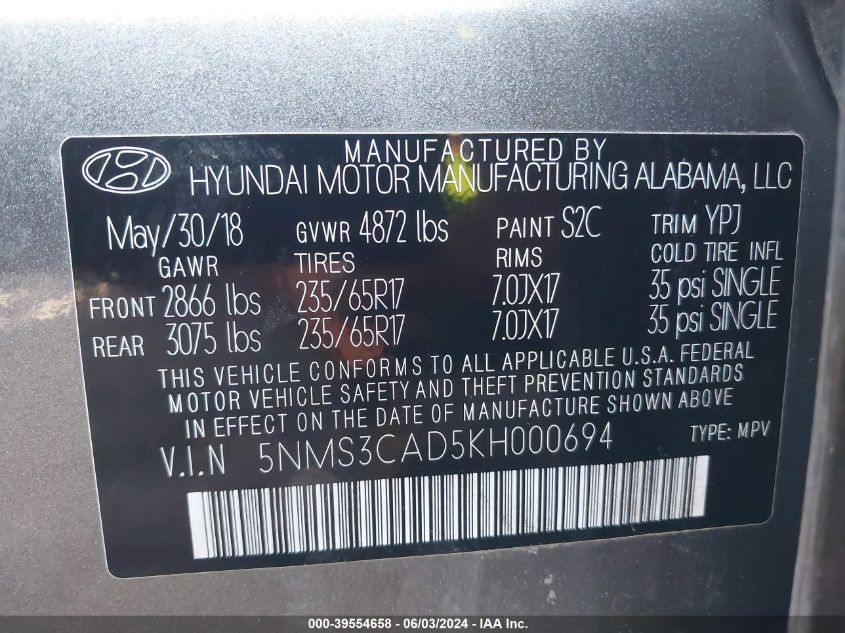 MANUFACTURED BY
HYUNDAI MOTOR MANUFACTURING ALABAMA, LLC
May/30/18 GVWR 4872 lbs PAINT S2C TRIM YPJ
GAWR TIRES RIMS COLD TIRE INFL
FRONT 2866 lbs 235/65R17 7.0JX17 35 psi SINGLE
REAR 3075 lbs 235/65R17 7.0JX17 35 psi SINGLE
THIS VEHICLE CONFORMS TO ALL APPLICABLE U.S.A. FEDERAL
MOTOR VEHICLE SAFETY AND THEFT PREVENTION STANDARDS
IN EFFECT ON THE DATE OF MANUFACTURE SHOWN ABOVE.
V.I.N 5NMS3CAD5KH000694 TYPE: MPV
000-39554658 - 06/03/2024 - IAA, Inc.